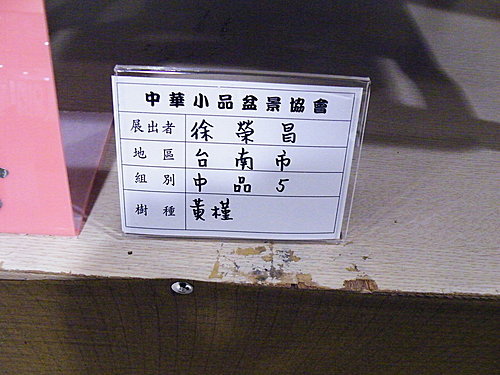 中華小品盆景協會
展出者 徐榮昌
地區 台南市
組別 中品 5
樹種 黃槿